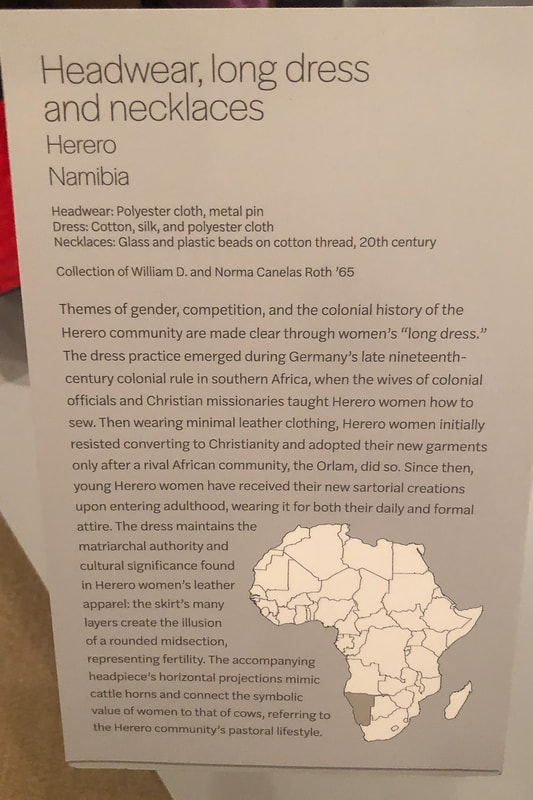 Headwear, long dress
and necklaces
Herero
Namibia
Headwear: Polyester cloth, metal pin
Dress: Cotton, silk, and polyester cloth
Necklaces: Glass and plastic beads on cotton thread, 20th century
Collection of William D. and Norma Canelas Roth ’65
Themes of gender, competition, and the colonial history of the
Herero community are made clear through women’s “long dress.”
The dress practice emerged during Germany’s late nineteenth-
century colonial rule in southern Africa, when the wives of colonial
officials and Christian missionaries taught Herero women how to
sew. Then wearing minimal leather clothing, Herero women initially
resisted converting to Christianity and adopted their new garments
only after a rival African community, the Orlam, did so. Since then,
young Herero women have received their new sartorial creations
upon entering adulthood, wearing it for both their daily and formal
attire. The dress maintains the
matriarchal authority and
cultural significance found
in Herero women’s leather
apparel: the skirt’s many
layers create the illusion
of a rounded midsection,
representing fertility. The accompanying
headpiece’s horizontal projections mimic
cattle horns and connect the symbolic
value of women to that of cows, referring to
the Herero community’s pastoral lifestyle.